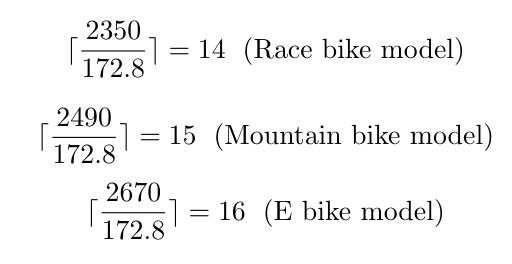 ⌈2350/172.8⌉ = 14 (Race bike model)
⌈2490/172.8⌉ = 15 (Mountain bike model)
⌈2670/172.8⌉ = 16 (E bike model)